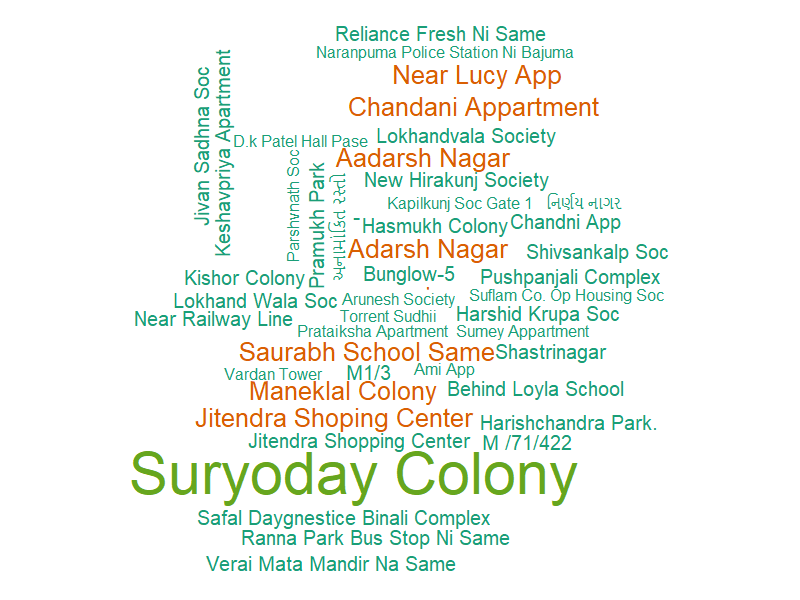 Reliance Fresh Ni Same
Naranpuma Police Station Ni Bajuma
Near Lucy App
Chandani Appartment
Jivan Sadhna Soc
Keshavpriya Apartment
D.k Patel Hall Pase
Lokhandvala Society
Aadarsh Nagar
Parshvnath Soc
Pramukh Park
અનામાંકિત રસ્તો
New Hirakunj Society
Kapilkunj Soc Gate 1
નિર્ણય નાગર
-
Hasmukh Colony
Chandni App
Adarsh Nagar
Shivsankalp Soc
Kishor Colony
Bunglow-5
Pushpanjali Complex
.
Lokhand Wala Soc
Arunesh Society
Suflam Co. Op Housing Soc
Near Railway Line
Torrent Sudhii
Harshid Krupa Soc
Prataiksha Apartment
Sumey Appartment
Saurabh School Same
Shastrinagar
Vardan Tower
M1/3
Ami App
Maneklal Colony
Behind Loyla School
Jitendra Shoping Center
Harishchandra Park.
Jitendra Shopping Center
M /71/422
Suryoday Colony
Safal Daygnestice Binali Complex
Ranna Park Bus Stop Ni Same
Verai Mata Mandir Na Same